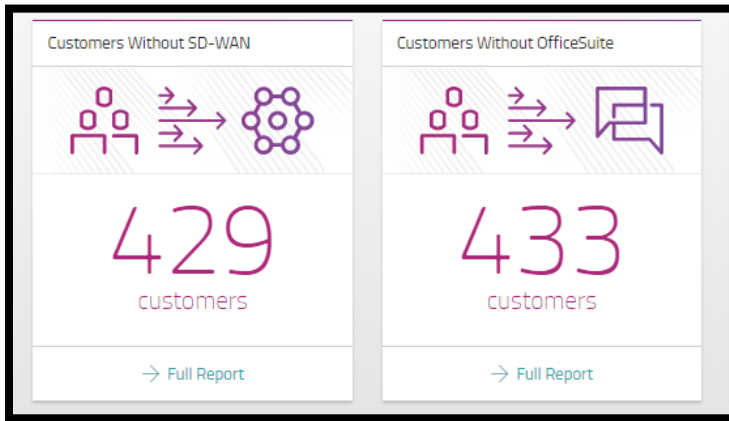 Customers Without SD-WAN
429
customers
Full Report
Customers Without OfficeSuite
433
customers
Full Report